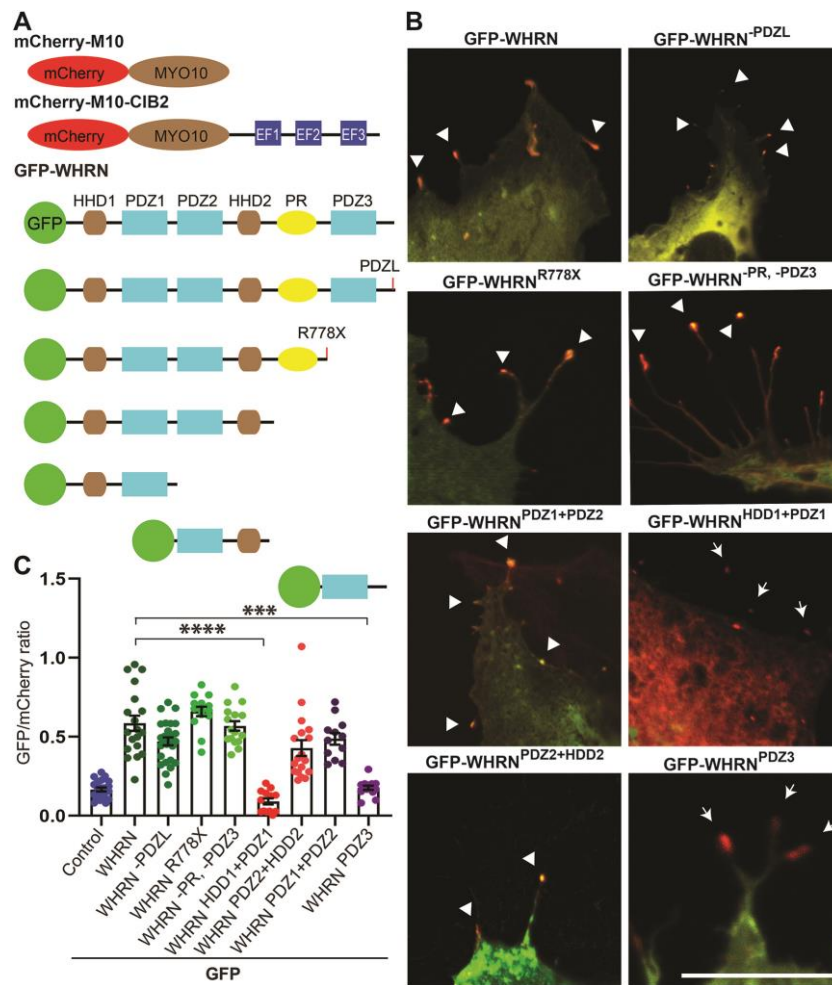 A
mCherry-M10
mCherry MYO10
mCherry-M10-CIB2
mCherry MYO10 EF1 EF2 EF3
GFP-WHRN
HHD1 PDZ1 PDZ2 HHD2 PR PDZ3
GFP
PDZL
R778X
B
GFP-WHRN
GFP-WHRN-PDZL
GFP-WHRNR778X
GFP-WHRN-PR, -PDZ3
GFP-WHRNPDZ1+PDZ2
GFP-WHRNHDD1+PDZ1
GFP-WHRNPDZ2+HDD2
GFP-WHRNPDZ3
C
GFP/mCherry ratio
1.5
1.0
0.5
0.0
***
****
Control
WHRN
WHRN -PDZL
WHRN R778X
WHRN -PR, -PDZ3
WHRN HDD1+PDZ1
WHRN PDZ2+HDD2
WHRN PDZ1+PDZ2
WHRN PDZ3
GFP